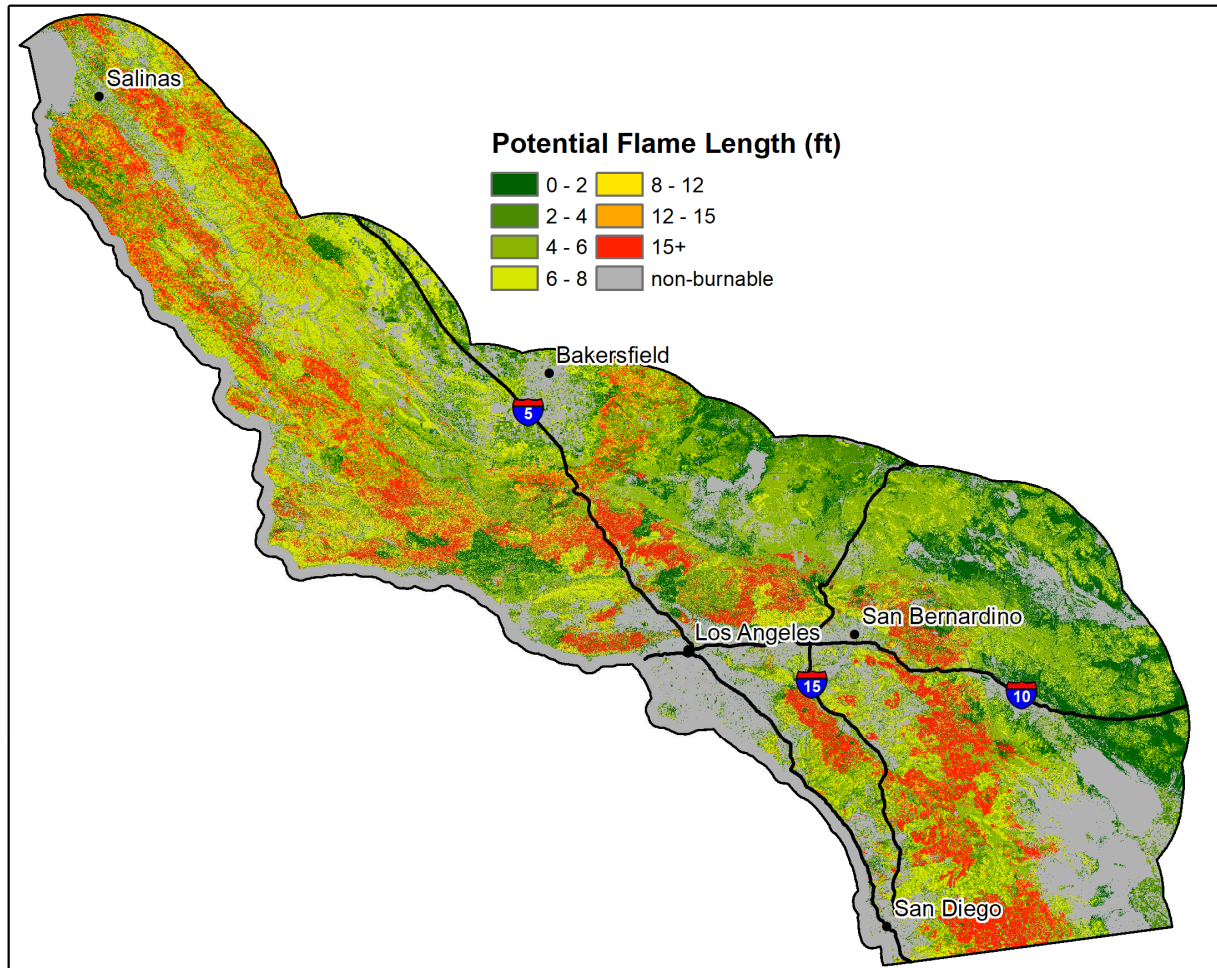 Salinas
Potential Flame Length (ft)
0 - 2
8 - 12
2 - 4
12 - 15
4 - 6
15+
6 - 8
non-burnable
Bakersfield
5
San Bernardino
Los Angeles
15
10
San Diego